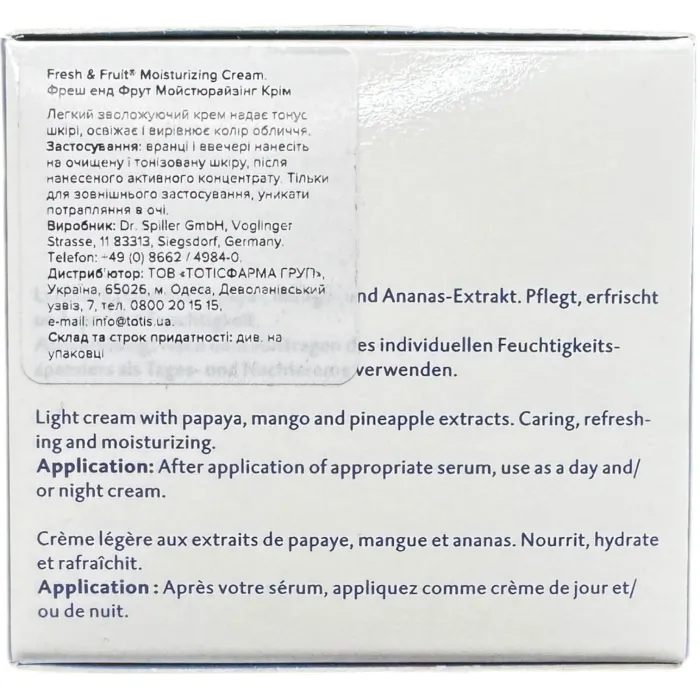 Fresh & Fruit® Moisturizing Cream.
Фреш енд Фрут Мойстюрайзінг Крім
Легкий зволожуючий крем надає тонус
шкірі, освіжає і вирівнює колір обличчя.
Застосування: вранці і ввечері нанесіть
на очищену і тонізовану шкіру, після
нанесеного активного концентрату. Тільки
для зовнішнього застосування, уникати
потрапляння в очі.
Виробник: Dr. Spiller GmbH, Voglinger
Strasse, 11 83313, Siegsdorf, Germany.
Telefon: +49 (0) 8662 / 4984-0.
Дистриб'ютор: ТОВ «ТОТІСФАРМА ГРУП»,
Україна, 65026, м. Одеса, Деволанівський
узвіз, 7, тел. 0800 20 15 15,
e-mail: info@totis.ua.
Склад та строк придатності: див. на
упаковці
nd Ananas-Extrakt. Pflegt, erfrischt
es individuellen Feuchtigkeits-
spenders als Tages- und Nachtcreme verwenden.
Light cream with papaya, mango and pineapple extracts. Caring, refresh-
ing and moisturizing.
Application: After application of appropriate serum, use as a day and/
or night cream.
Crème légère aux extraits de papaye, mangue et ananas. Nourrit, hydrate
et rafraîchit.
Application : Après votre sérum, appliquez comme crème de jour et/
ou de nuit.